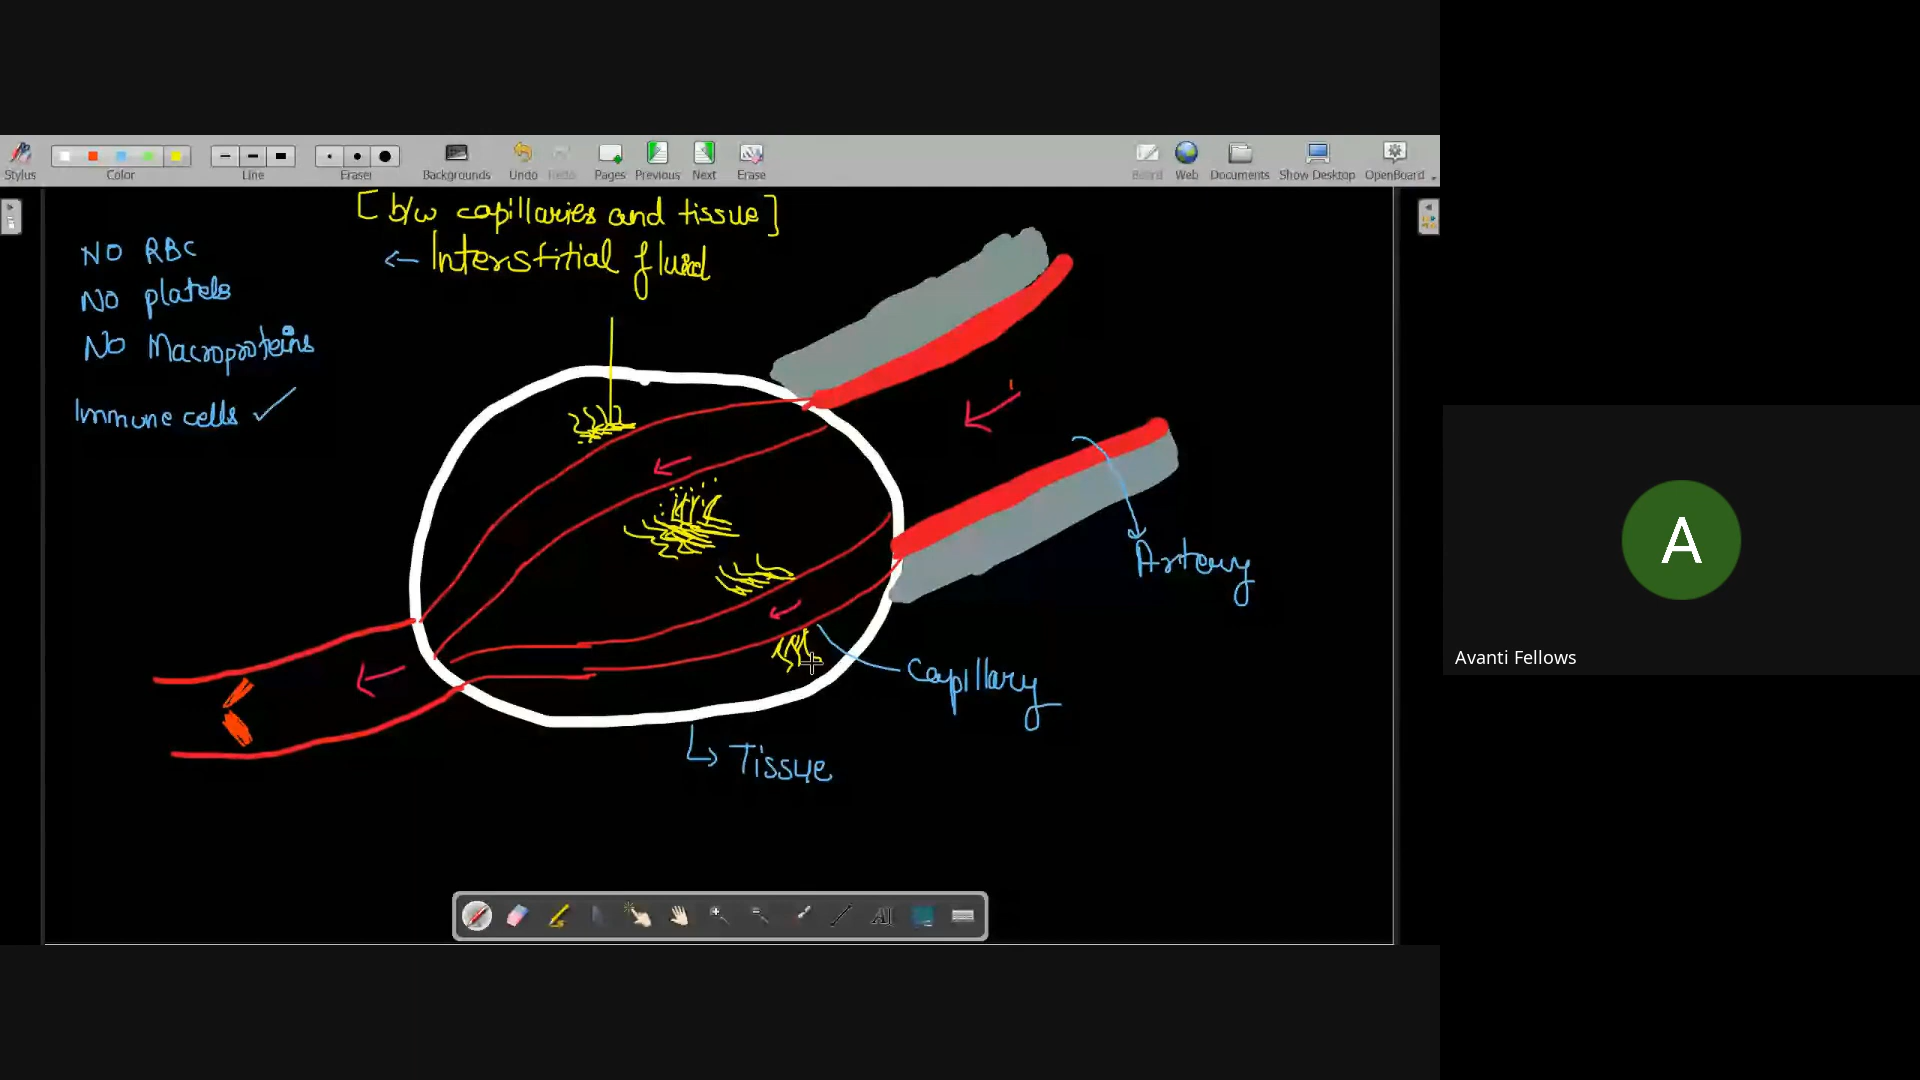 Stylus
Color
Line
Eraser
Backgrounds
Undo
Redo
Pages
Previous
Next
Erase
Board
Web
Documents
Show Desktop
OpenBoard
[b/w capillaries and tissue]
← Interstitial fluid
NO RBC
NO platels
No Macroproteins
Immune cells ✓
Artery
Capillary
Tissue
A
Avanti Fellows